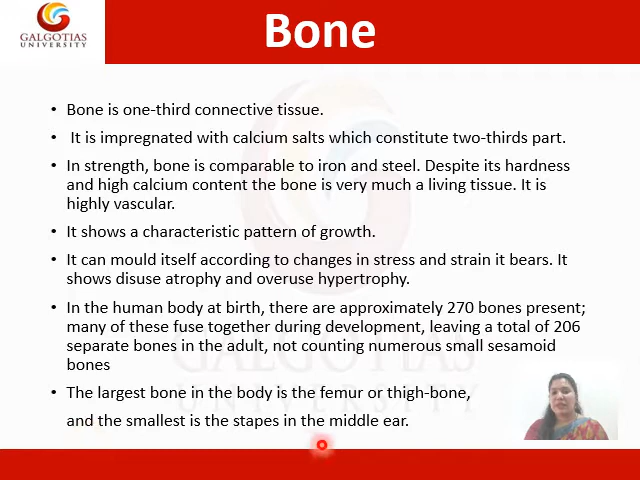 GALGOTIAS
UNIVERSITY
Bone
• Bone is one-third connective tissue.
• It is impregnated with calcium salts which constitute two-thirds part.
• In strength, bone is comparable to iron and steel. Despite its hardness
and high calcium content the bone is very much a living tissue. It is
highly vascular.
• It shows a characteristic pattern of growth.
• It can mould itself according to changes in stress and strain it bears. It
shows disuse atrophy and overuse hypertrophy.
• In the human body at birth, there are approximately 270 bones present;
many of these fuse together during development, leaving a total of 206
separate bones in the adult, not counting numerous small sesamoid
bones
• The largest bone in the body is the femur or thigh-bone,
and the smallest is the stapes in the middle ear.
GALGOTIAS
UNIVERSITY